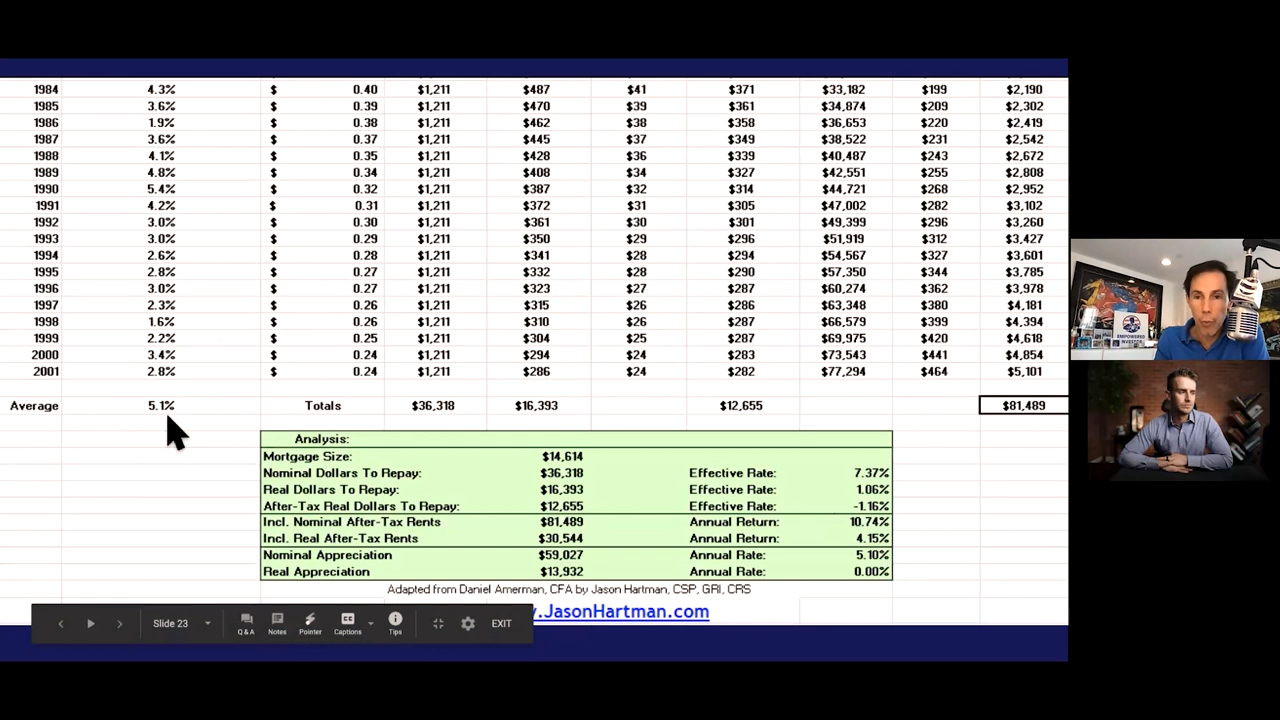 1984 4.3% $ 0.40 $1,211 $487 $41 $371 $33,182 $199 $2,190
1985 3.6% $ 0.39 $1,211 $470 $39 $361 $34,874 $209 $2,302
1986 1.9% $ 0.38 $1,211 $462 $38 $358 $36,653 $220 $2,419
1987 3.6% $ 0.37 $1,211 $445 $37 $349 $38,522 $231 $2,542
1988 4.1% $ 0.35 $1,211 $428 $36 $339 $40,487 $243 $2,672
1989 4.8% $ 0.34 $1,211 $408 $34 $327 $42,551 $255 $2,808
1990 5.4% $ 0.32 $1,211 $387 $32 $314 $44,721 $268 $2,952
1991 4.2% $ 0.31 $1,211 $372 $31 $305 $47,002 $282 $3,102
1992 3.0% $ 0.30 $1,211 $361 $30 $301 $49,399 $296 $3,260
1993 3.0% $ 0.29 $1,211 $350 $29 $296 $51,919 $312 $3,427
1994 2.6% $ 0.28 $1,211 $341 $28 $294 $54,567 $327 $3,601
1995 2.8% $ 0.27 $1,211 $332 $28 $290 $57,350 $344 $3,785
1996 3.0% $ 0.27 $1,211 $323 $27 $287 $60,274 $362 $3,978
1997 2.3% $ 0.26 $1,211 $315 $26 $286 $63,348 $380 $4,181
1998 1.6% $ 0.26 $1,211 $310 $26 $287 $66,579 $399 $4,394
1999 2.2% $ 0.25 $1,211 $304 $25 $287 $69,975 $420 $4,618
2000 3.4% $ 0.24 $1,211 $294 $24 $283 $73,543 $441 $4,854
2001 2.8% $ 0.24 $1,211 $286 $24 $282 $77,294 $464 $5,101
Average 5.1% Totals $36,318 $16,393 $12,655 $81,489
Analysis:
Mortgage Size: $14,614
Nominal Dollars To Repay: $36,318 Effective Rate: 7.37%
Real Dollars To Repay: $16,393 Effective Rate: 1.06%
After-Tax Real Dollars To Repay: $12,655 Effective Rate: -1.16%
Incl. Nominal After-Tax Rents $81,489 Annual Return: 10.74%
Incl. Real After-Tax Rents $30,544 Annual Return: 4.15%
Nominal Appreciation $59,027 Annual Rate: 5.10%
Real Appreciation $13,932 Annual Rate: 0.00%
Adapted from Daniel Amerman, CFA by Jason Hartman, CSP, GRI, CRS
.JasonHartman.com
Slide 23
Q & A Notes Pointer Captions Tips
EXIT
EMPOWERED
INVESTOR